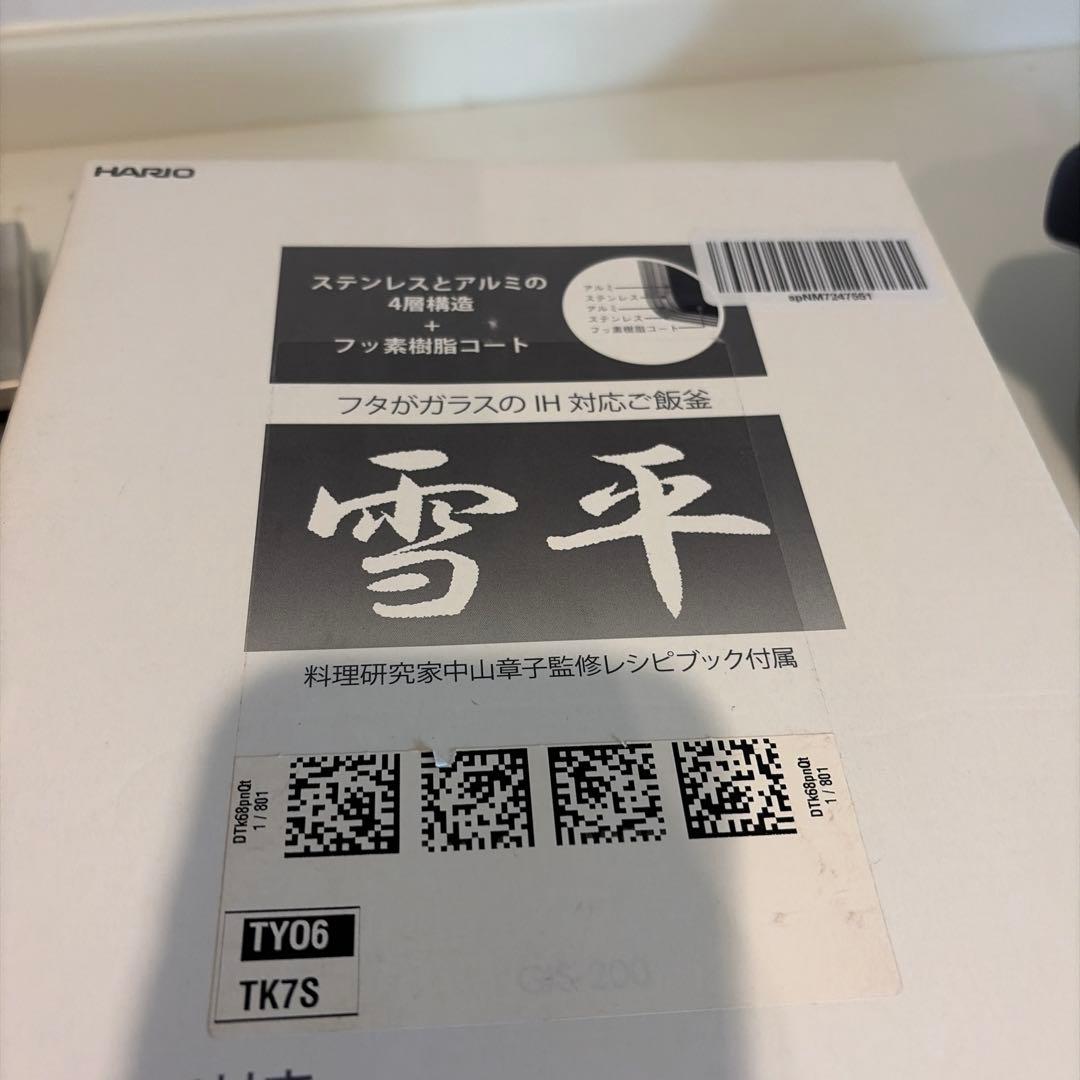 HARIO
ステンレスとアルミの
4層構造
+
フッ素樹脂コート
アルミ
ステンレス
アルミ
ステンレス
フッ素樹脂コート
spNM7247551
フタがガラスのIH対応ご飯釜
雪平
料理研究家中山章子監修レシピブック付属
DTk68pnQt
1 / 801
DTk68pnQt
1 / 801
TY06
TK7S